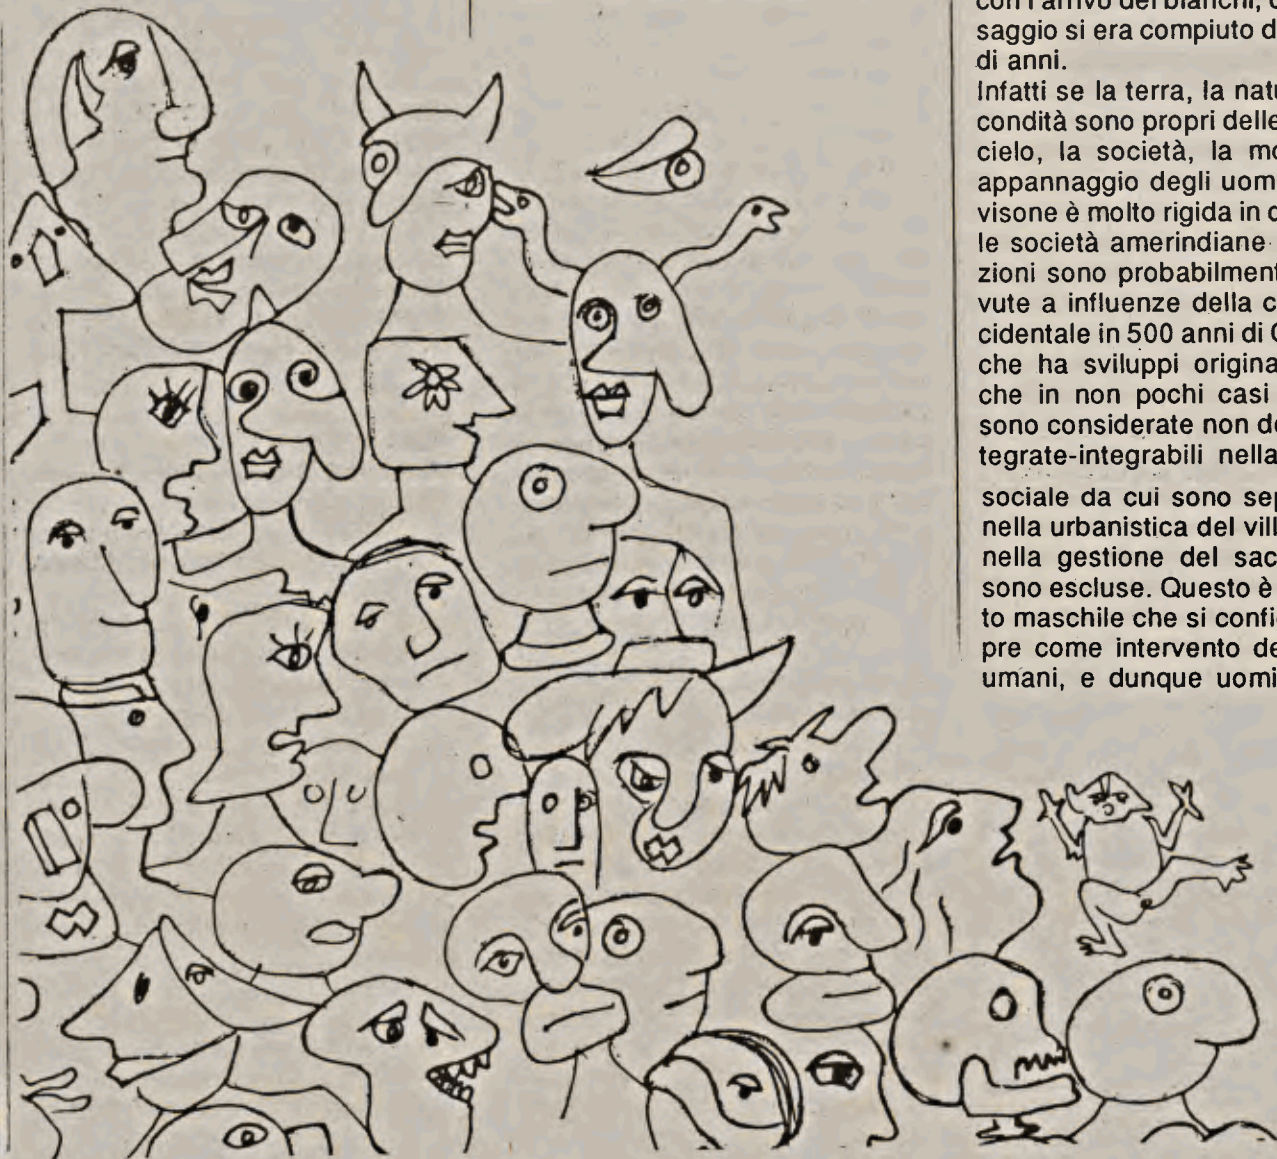 con l'arrivo dei bianchi,
saggio si era compiuto d
di anni.
Infatti se la terra, la natu
condità sono propri delle
cielo, la società, la mo
appannaggio degli uom
visone è molto rigida in
le società amerindiane
zioni sono probabilment
vute a influenze della c
cidentale in 500 anni di
che ha sviluppi origina
che in non pochi casi
sono considerate non de
tegrate-integrabili nella
sociale da cui sono sep
nella urbanistica del vill
nella gestione del sac
sono escluse. Questo è
to maschile che si confi
pre come intervento de
umani, e dunque uomi